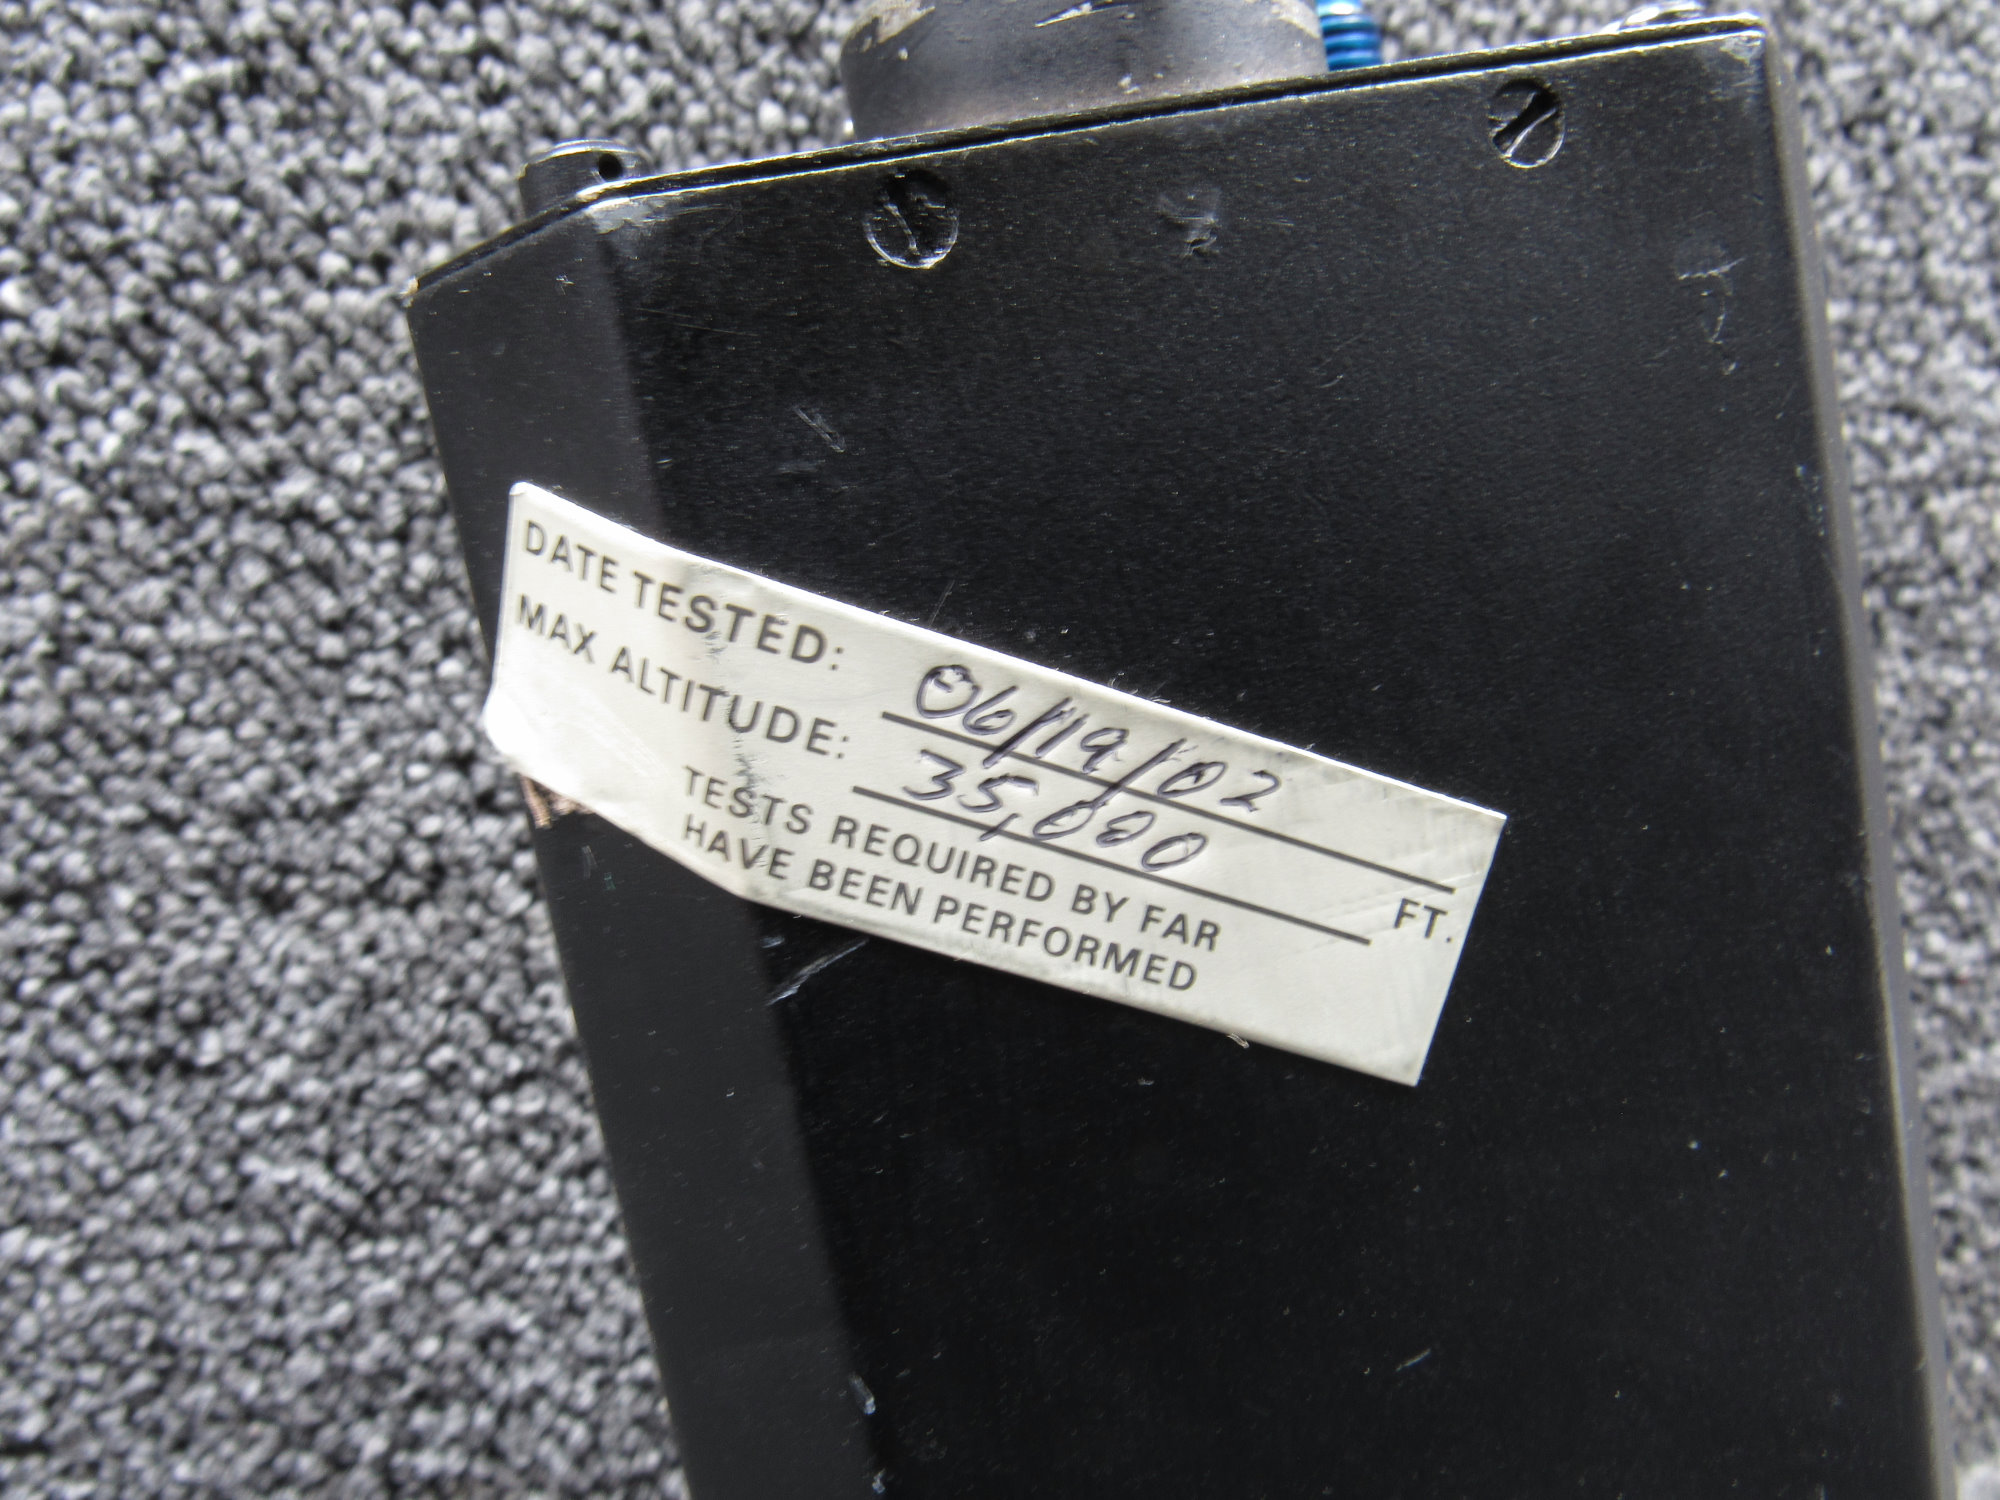 DATE TESTED: 06/19/02
MAX ALTITUDE: 35,000 FT.
TESTS REQUIRED BY FAR
HAVE BEEN PERFORMED